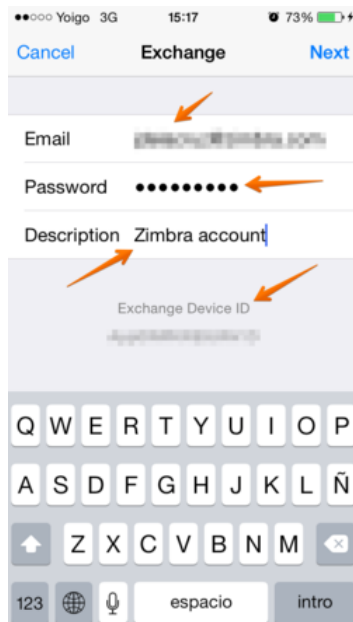 Yoigo 3G 15:17 73%
Cancel Exchange Next
Email
Password ●●●●●●●●●
Description Zimbra account
Exchange Device ID
Q W E R T Y U I O P
A S D F G H J K L Ñ
Z X C V B N M
123 espacio intro